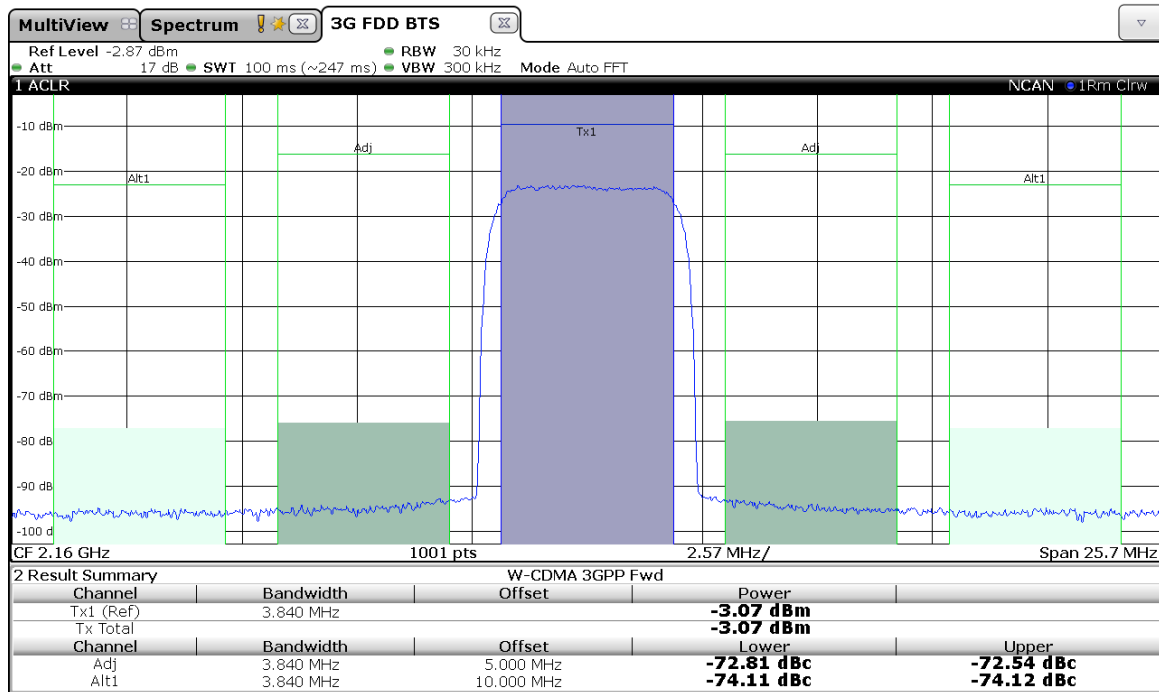 MultiView Spectrum 3G FDD BTS
Ref Level -2.87 dBm RBW 30 kHz
Att 17 dB SWT 100 ms (~247 ms) VBW 300 kHz Mode Auto FFT
1 ACLR NCAN 1Rm Clrw
-10 dBm
Tx1
Adj Adj
-20 dBm
Alt1 Alt1
-30 dBm
-40 dBm
-50 dBm
-60 dBm
-70 dBm
-80 dBm
-90 dB
-100 d
CF 2.16 GHz 1001 pts 2.57 MHz/ Span 25.7 MHz
2 Result Summary W-CDMA 3GPP Fwd
Channel Bandwidth Offset Power
Tx1 (Ref) 3.840 MHz -3.07 dBm
Tx Total -3.07 dBm
Channel Bandwidth Offset Lower Upper
Adj 3.840 MHz 5.000 MHz -72.81 dBc -72.54 dBc
Alt1 3.840 MHz 10.000 MHz -74.11 dBc -74.12 dBc